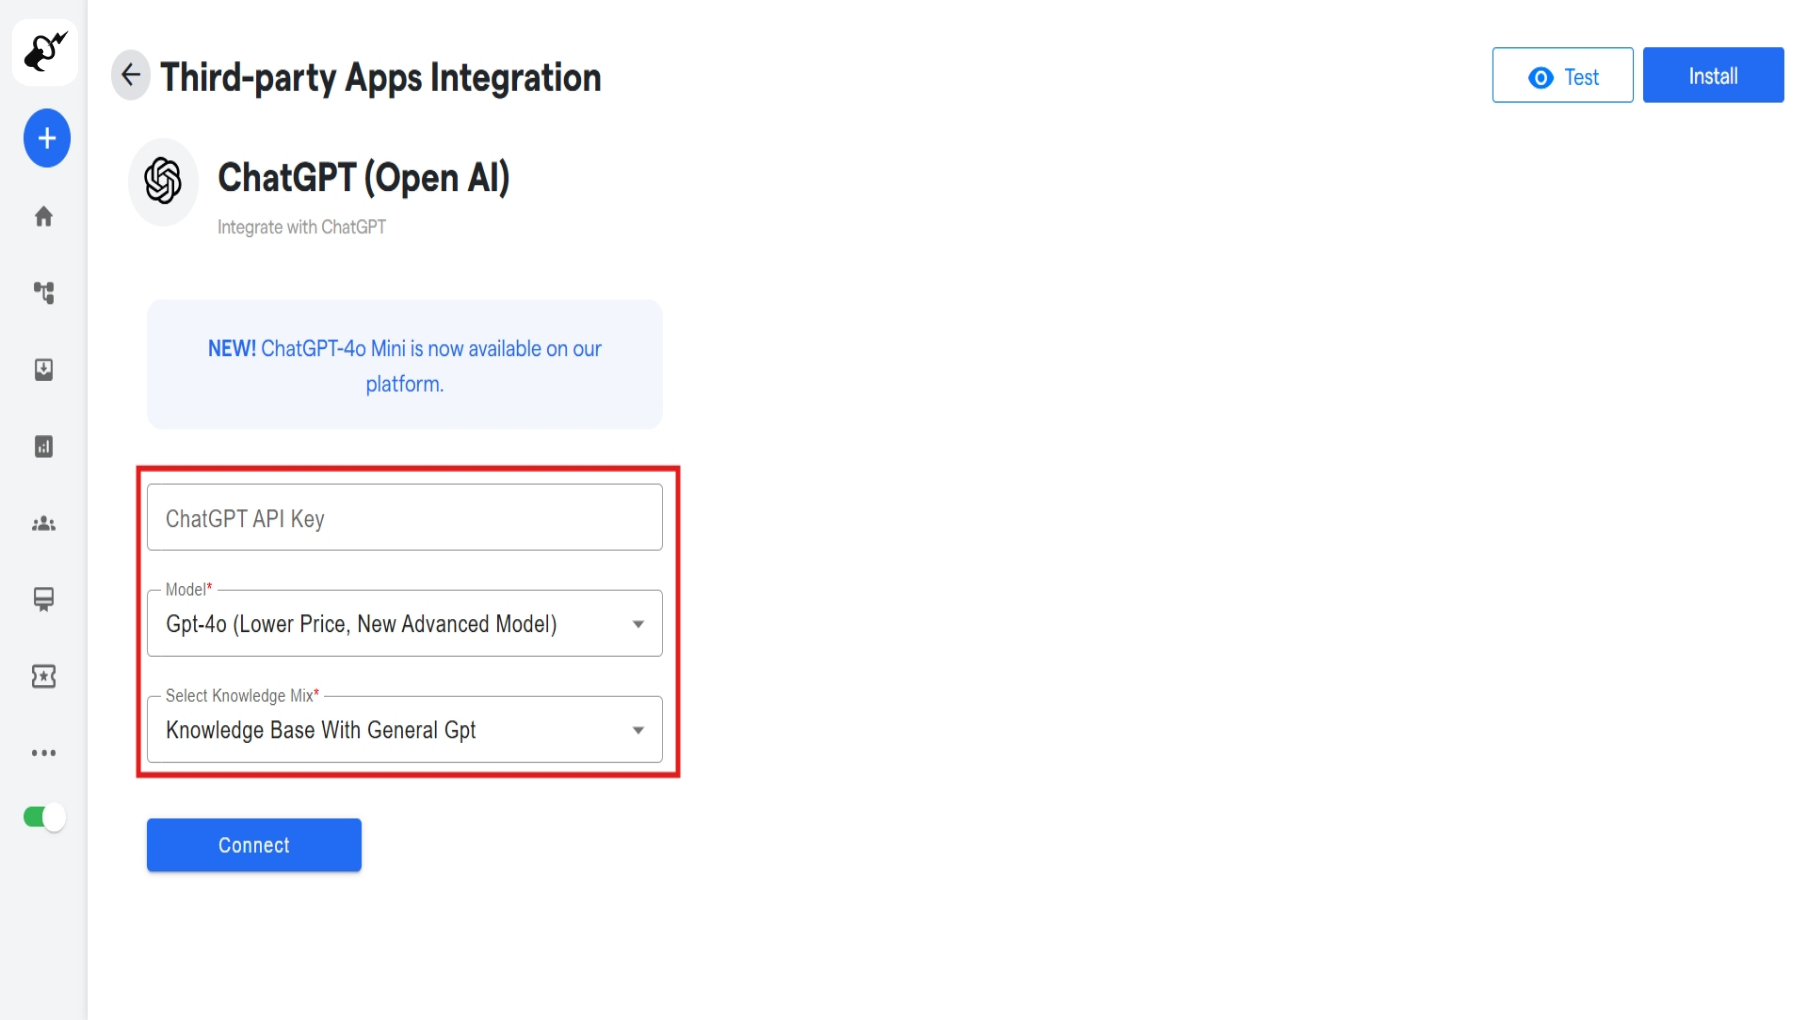 Third-party Apps Integration
Test
Install
ChatGPT (Open AI)
Integrate with ChatGPT
NEW! ChatGPT-4o Mini is now available on our
platform.
ChatGPT API Key
Model*
Gpt-4o (Lower Price, New Advanced Model)
Select Knowledge Mix*
Knowledge Base With General Gpt
Connect